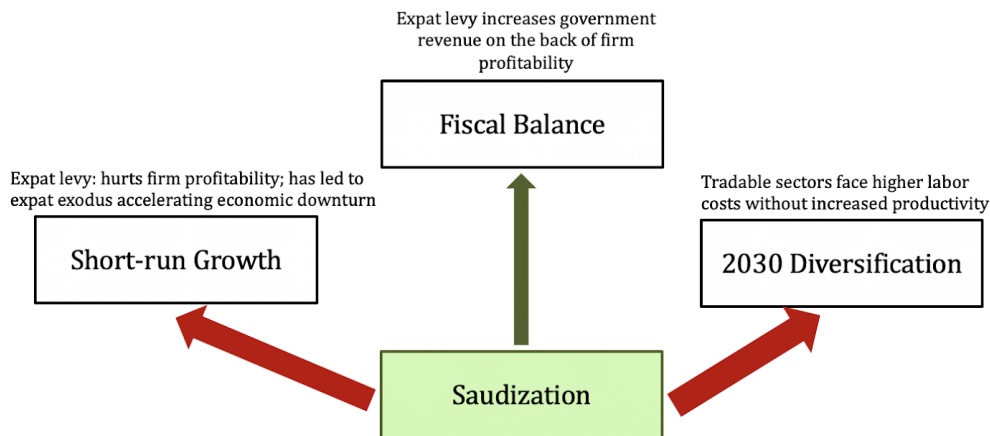 Expat levy increases government
revenue on the back of firm
profitability
Fiscal Balance
Expat levy: hurts firm profitability; has led to
expat exodus accelerating economic downturn
Short-run Growth
Tradable sectors face higher labor
costs without increased productivity
2030 Diversification
Saudization